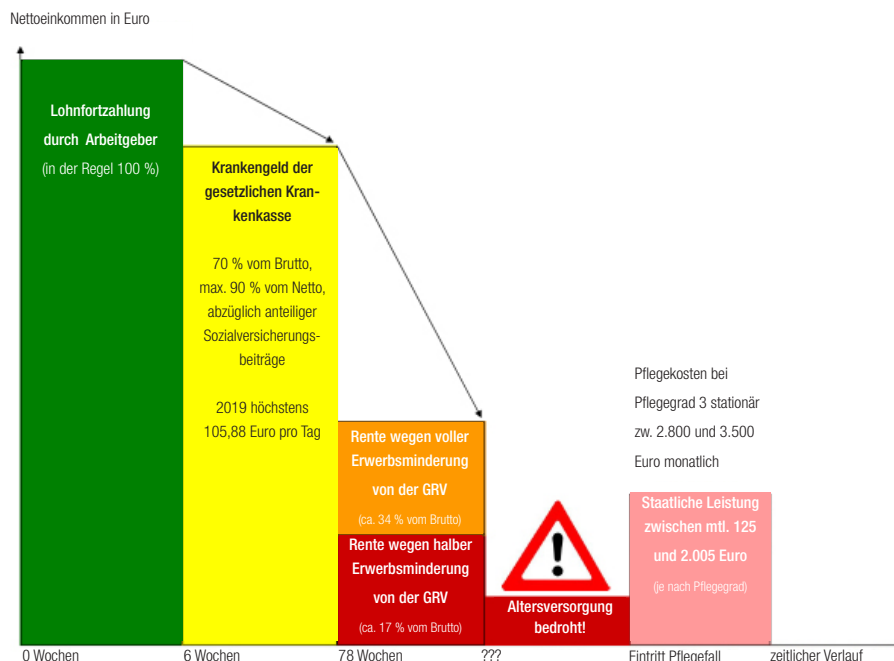 Nettoeinkommen in Euro
Lohnfortzahlung
durch Arbeitgeber
(in der Regel 100 %)
Krankengeld der
gesetzlichen Kran-
kenkasse
70 % vom Brutto,
max. 90 % vom Netto,
abzüglich anteiliger
Sozialversicherungs-
beiträge
2019 höchstens
105,88 Euro pro Tag
Rente wegen voller
Erwerbsminderung
von der GRV
(ca. 34 % vom Brutto)
Rente wegen halber
Erwerbsminderung
von der GRV
(ca. 17 % vom Brutto)
Altersversorgung
bedroht!
Pflegekosten bei
Pflegegrad 3 stationär
zw. 2.800 und 3.500
Euro monatlich
Staatliche Leistung
zwischen mtl. 125
und 2.005 Euro
(je nach Pflegegrad)
0 Wochen
6 Wochen
78 Wochen
???
Eintritt Pflegefall
zeitlicher Verlauf